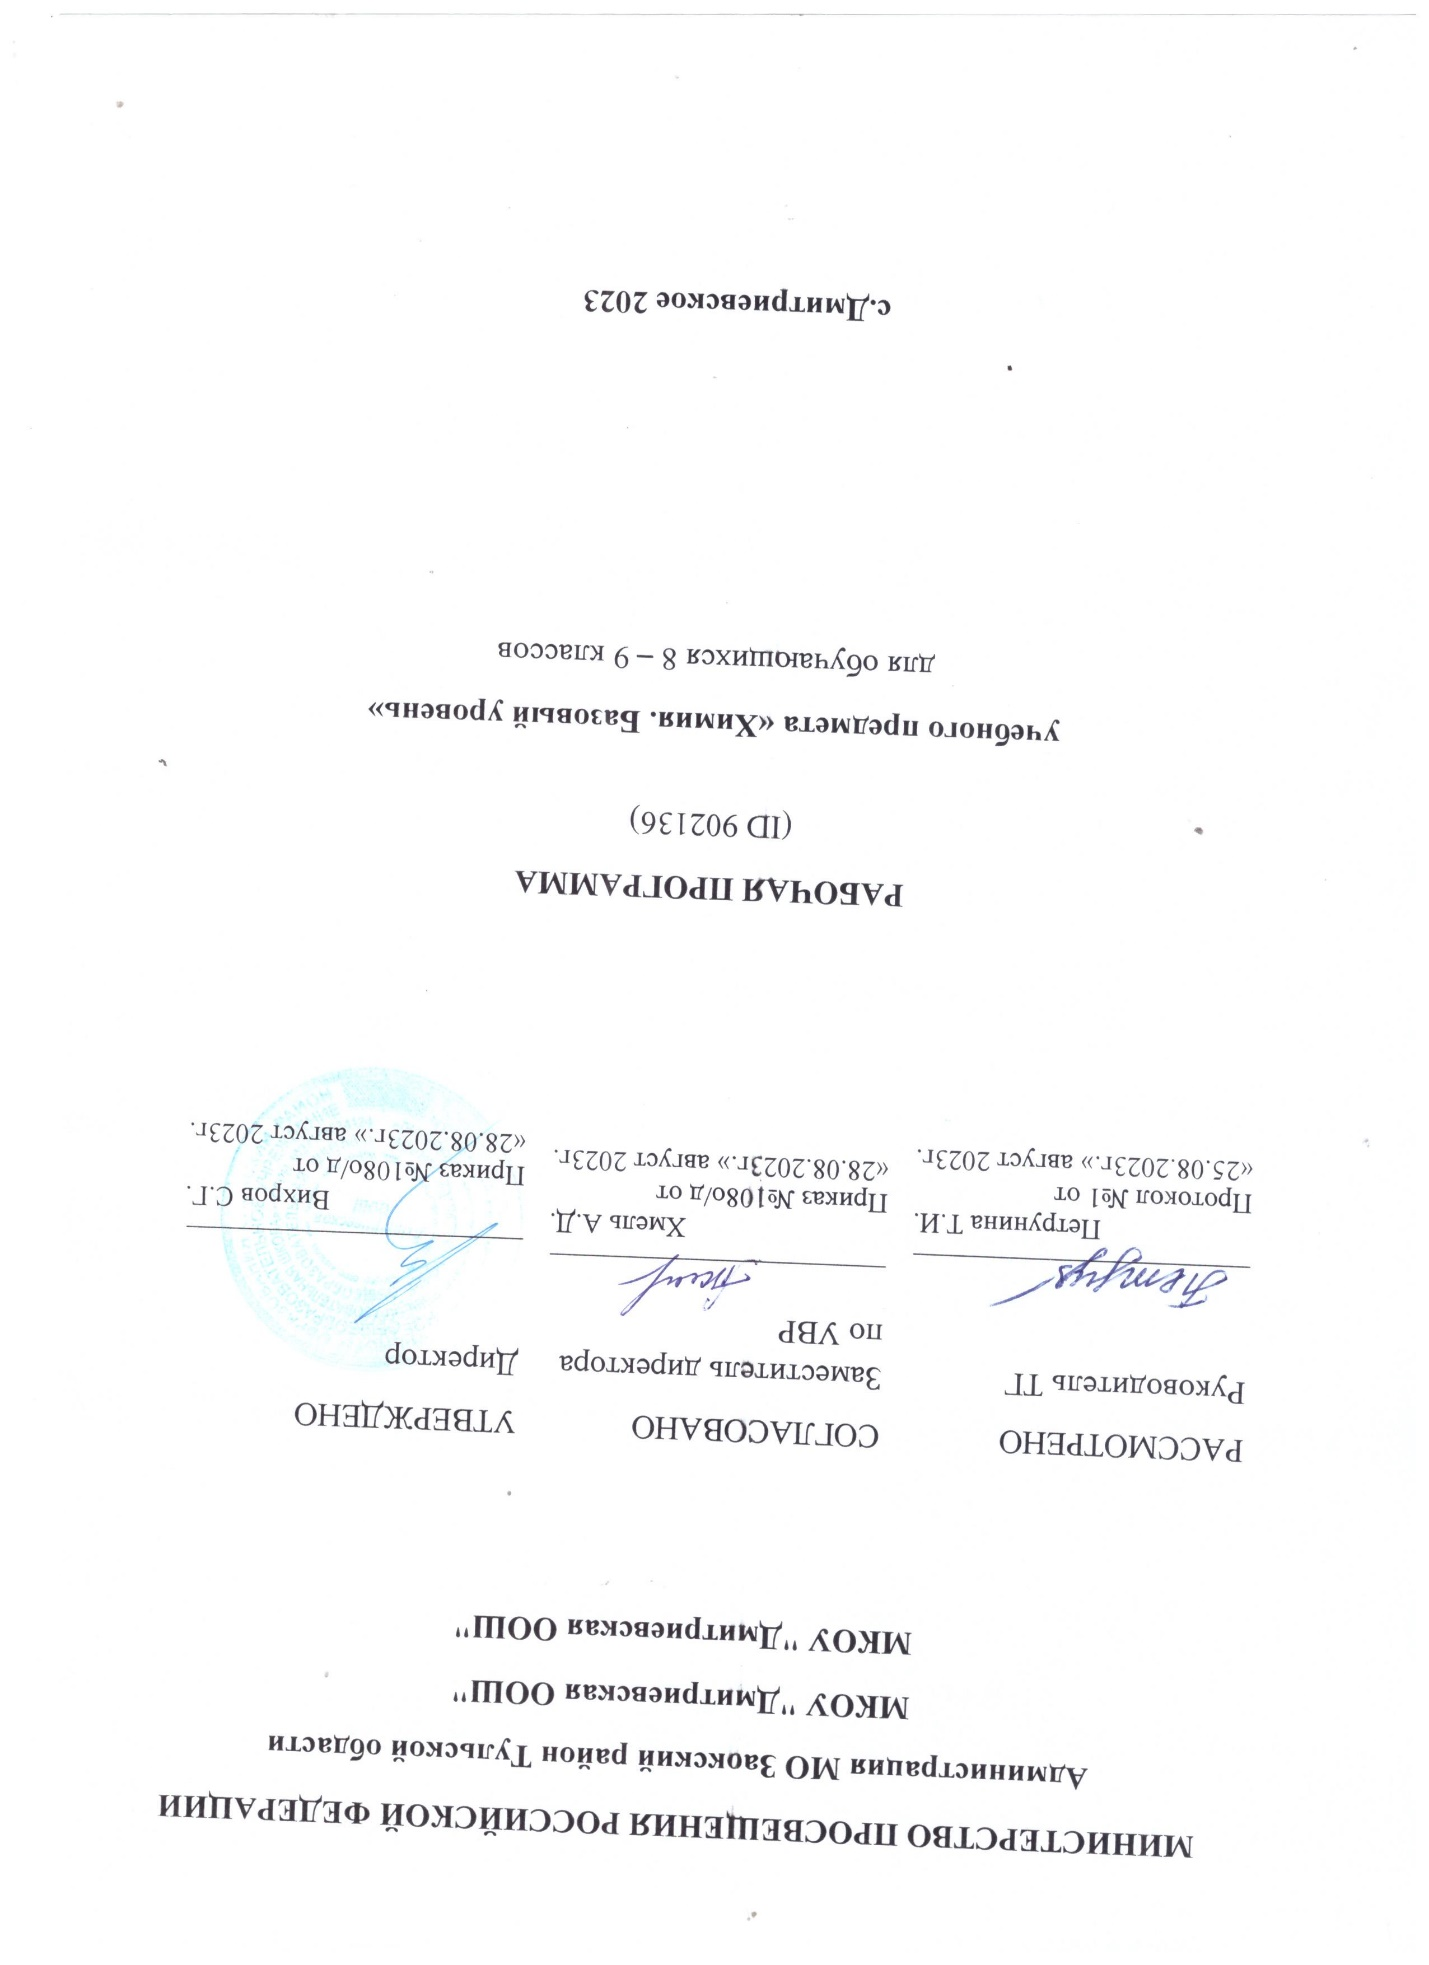 МИНИСТЕРСТВО ПРОСВЕЩЕНИЯ РОССИЙСКОЙ ФЕДЕРАЦИИ
Администрация МО Заокский район Тульской обдасти
МКОУ "Дмитриевская ООШ"
МКОУ "Дмитриевская ООШ"
РАССМОТРЕНО
Руководитель ТГ
Петрунина Т.И.
Протокол №1 от
«25.08.2023г.» август 2023г.
СОГЛАСОВАНО
Заместитель директора
по УВР
Хмель А.Д.
Приказ №108о/д от
«28.08.2023г.» август 2023г.
УТВЕРЖДЕНО
Директор
Вихров С.Г.
Приказ №108о/д от
«28.08.2023г.» август 2023г.
РАБОЧАЯ ПРОГРАММА
(ID 902136)
учебного предмета «Химия. Базовый уровень»
для обучающихся 8 – 9 классов
с.Дмитриевское 2023